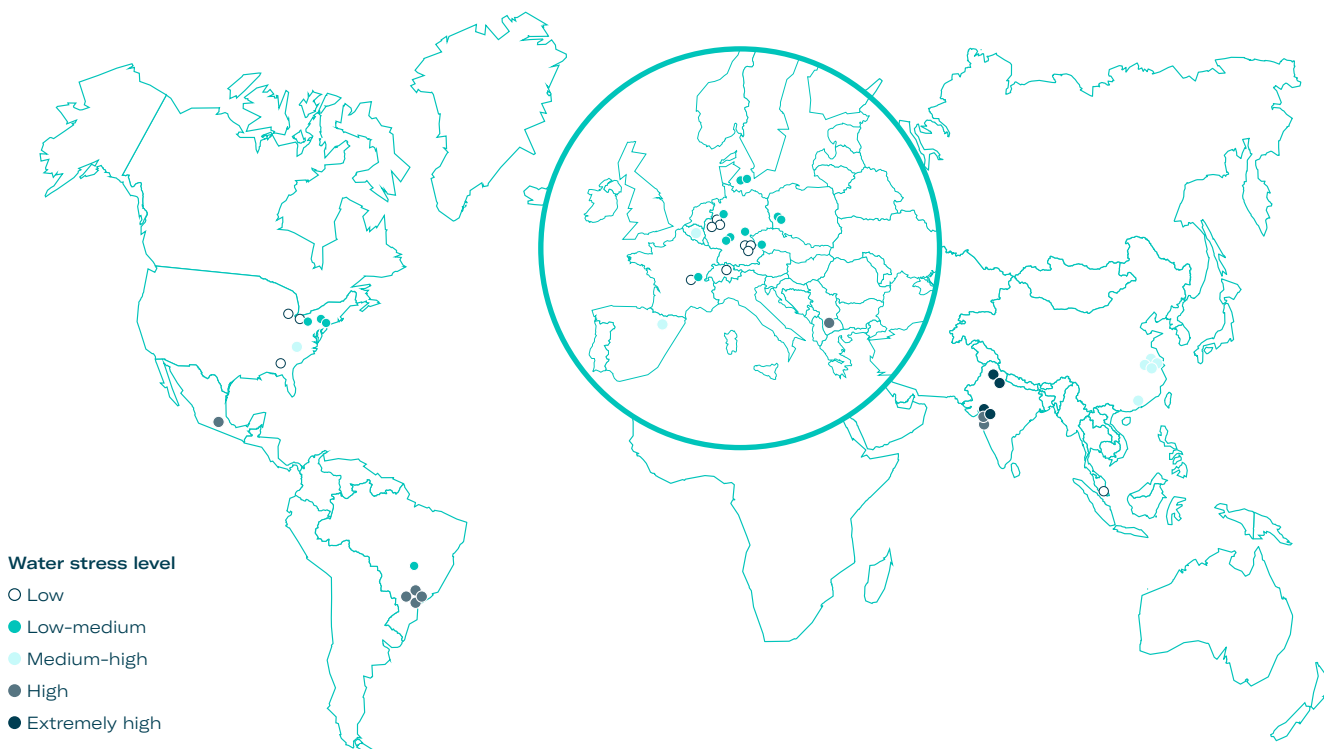 Water stress level
Low
Low-medium
Medium-high
High
Extremely high